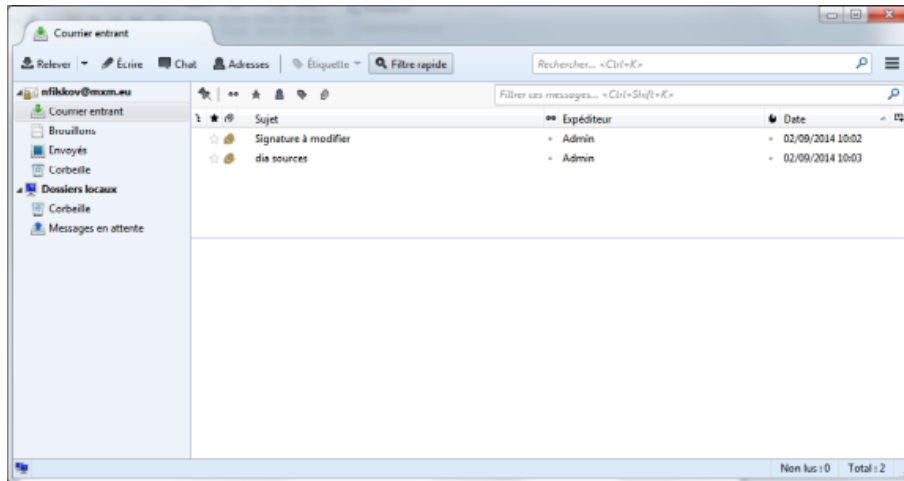 Courrier entrant
Relever Écrire Chat Adresses Étiquette Filtre rapide Rechercher... <Ctrl+K>
nfilskov@mxm.eu Filtrer ces messages... <Ctrl+Shift+K>
Courrier entrant Sujet Expéditeur Date
Brouillons Signature à modifier Admin 02/09/2014 10:02
Envoyés dia sources Admin 02/09/2014 10:03
Corbeille
Dossiers locaux
Corbeille
Messages en attente
Non lus : 0 Total : 2